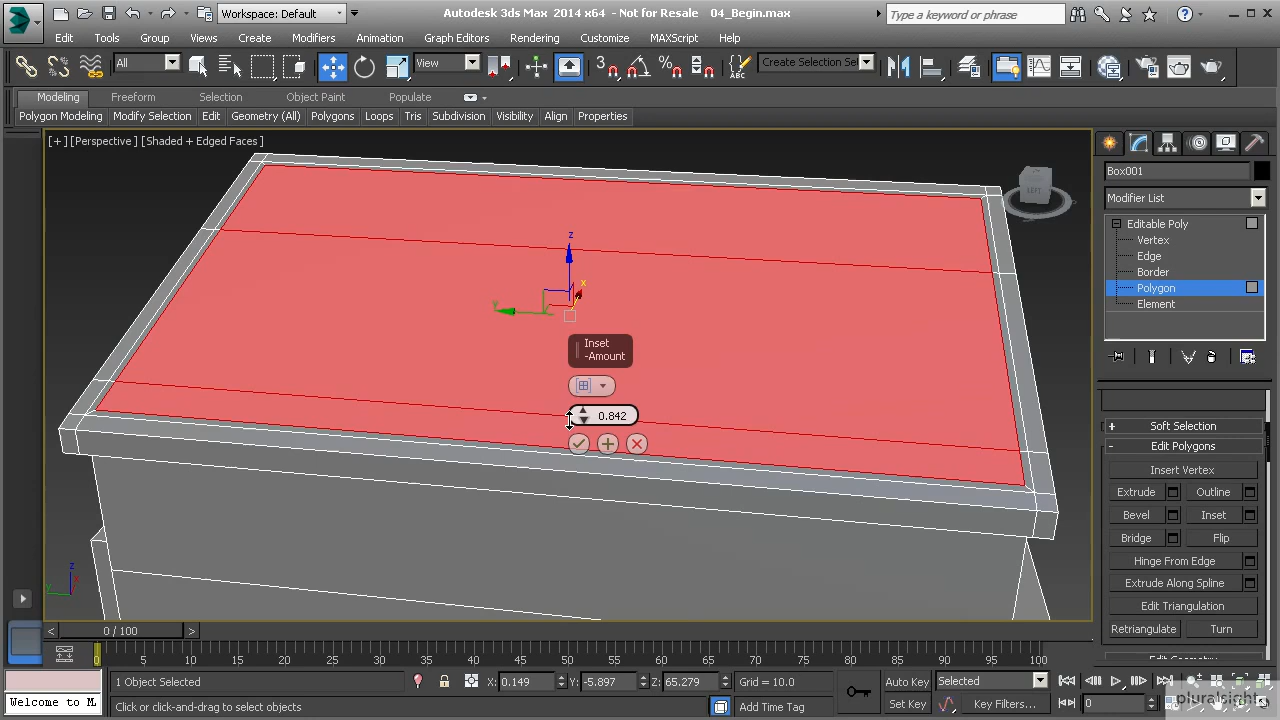 Workspace: Default
Autodesk 3ds Max 2014 x64 - Not for Resale 04_Begin.max
Type a keyword or phrase
Edit Tools Group Views Create Modifiers Animation Graph Editors Rendering Customize MAXScript Help
All
View
3
Create Selection Se
Modeling Freeform Selection Object Paint Populate
Polygon Modeling Modify Selection Edit Geometry (All) Polygons Loops Tris Subdivision Visibility Align Properties
[+] [Perspective] [Shaded + Edged Faces]
LEFT
Box001
Modifier List
Editable Poly
Vertex
Edge
Border
Polygon
Element
z
x
y
Inset
-Amount
0.842
+ Soft Selection
- Edit Polygons
Insert Vertex
Extrude Outline
Bevel Inset
Bridge Flip
Hinge From Edge
Extrude Along Spline
Edit Triangulation
Retriangulate Turn
Edit Geometry
z
x
y
< 0 / 100 >
0 5 10 15 20 25 30 35 40 45 50 55 60 65 70 75 80 85 90 95 100
1 Object Selected
X: 0.149 Y: -5.897 Z: 65.279 Grid = 10.0
Auto Key Selected
Welcome to M
Click or click-and-drag to select objects
Add Time Tag
Set Key Key Filters...
0
pluralsight